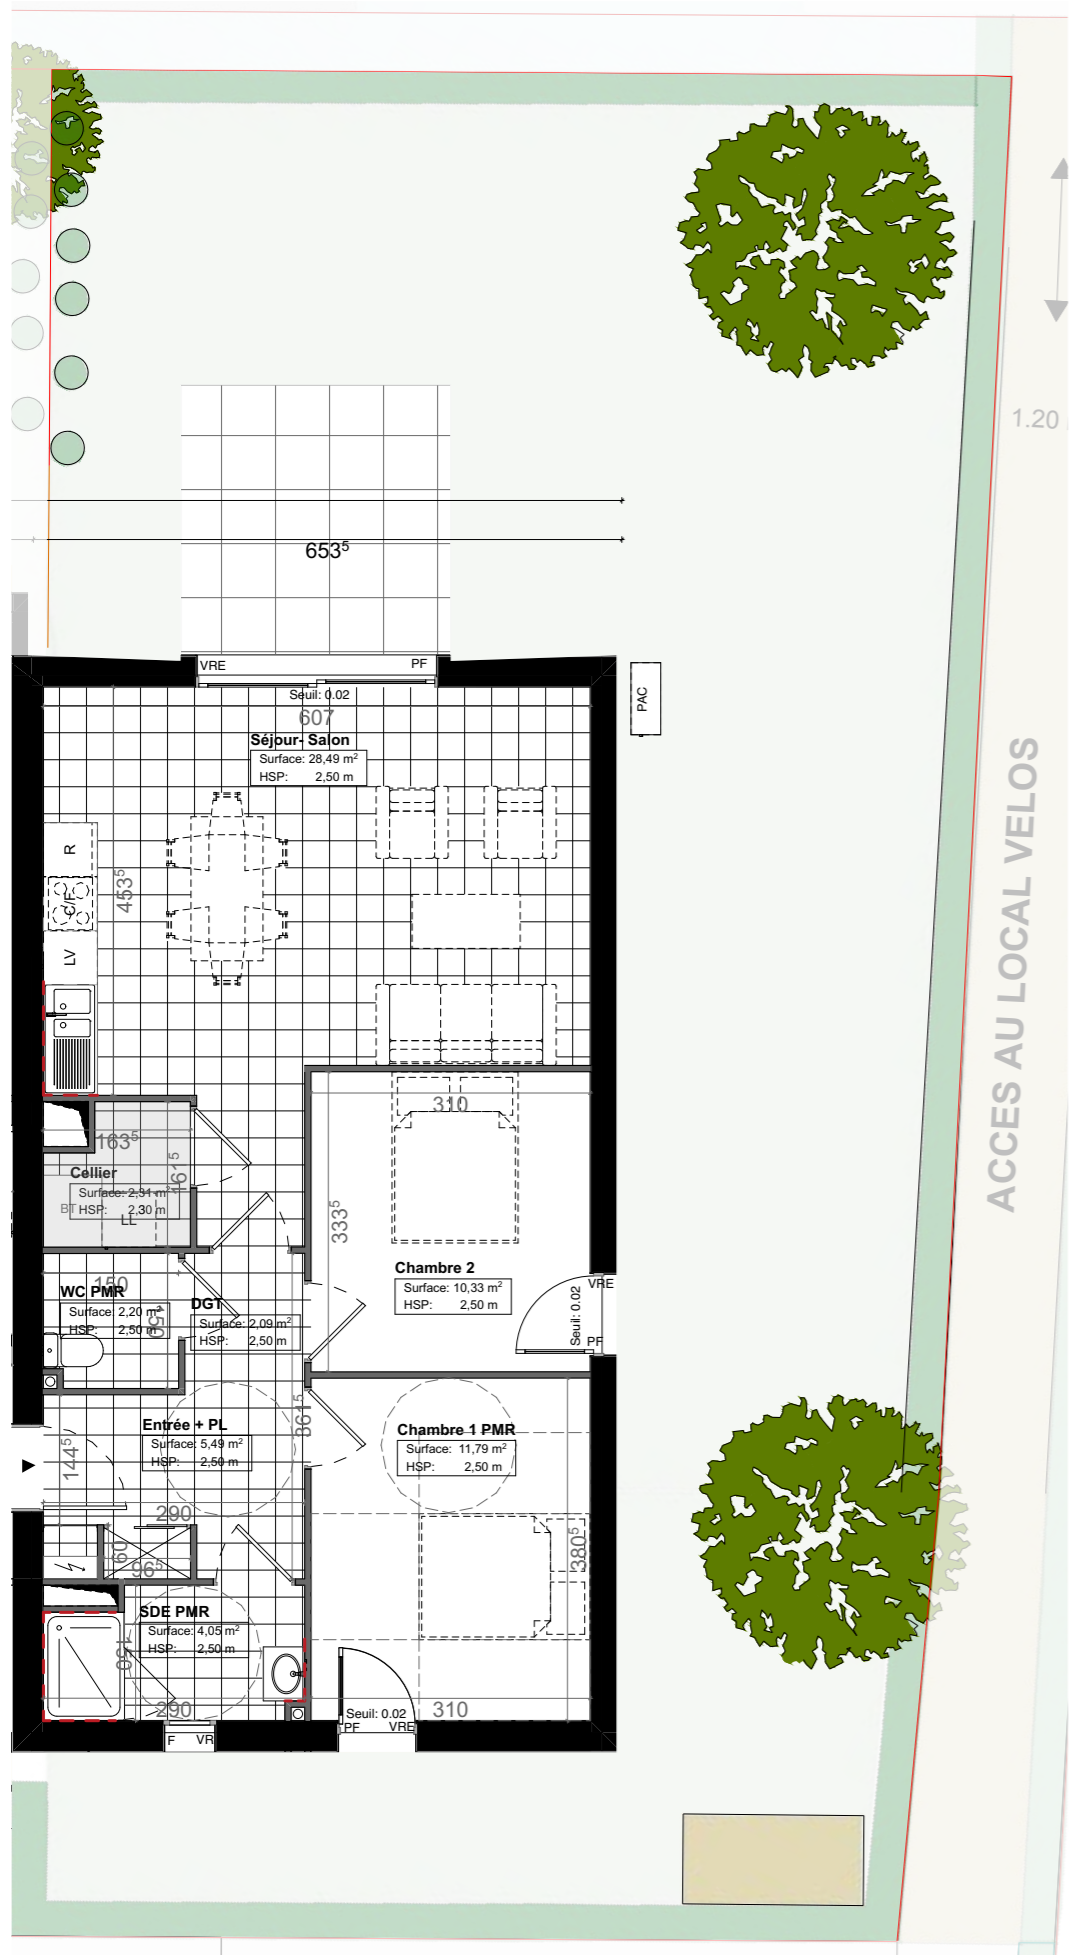 1.20
653⁵
VRE PF
Seuil: 0.02
607
Séjour- Salon
Surface: 28,49 m²
HSP: 2,50 m
PAC
ACCES AU LOCAL VELOS
R
C/F
LV
453⁵
310
163⁵
161⁵
Cellier
Surface: 2,31 m²
HSP: 2,30 m
BT
LL
333⁵
150
WC PMR
Surface: 2,20 m²
HSP: 2,50 m
150
DGT
Surface: 2,09 m²
HSP: 2,50 m
Chambre 2
Surface: 10,33 m²
HSP: 2,50 m
VRE
Seuil: 0.02
PF
361⁵
Entrée + PL
Surface: 5,49 m²
HSP: 2,50 m
144⁵
Chambre 1 PMR
Surface: 11,79 m²
HSP: 2,50 m
290
60
96⁵
380⁵
SDE PMR
Surface: 4,05 m²
HSP: 2,50 m
290
310
Seuil: 0.02
PF VRE
F VR